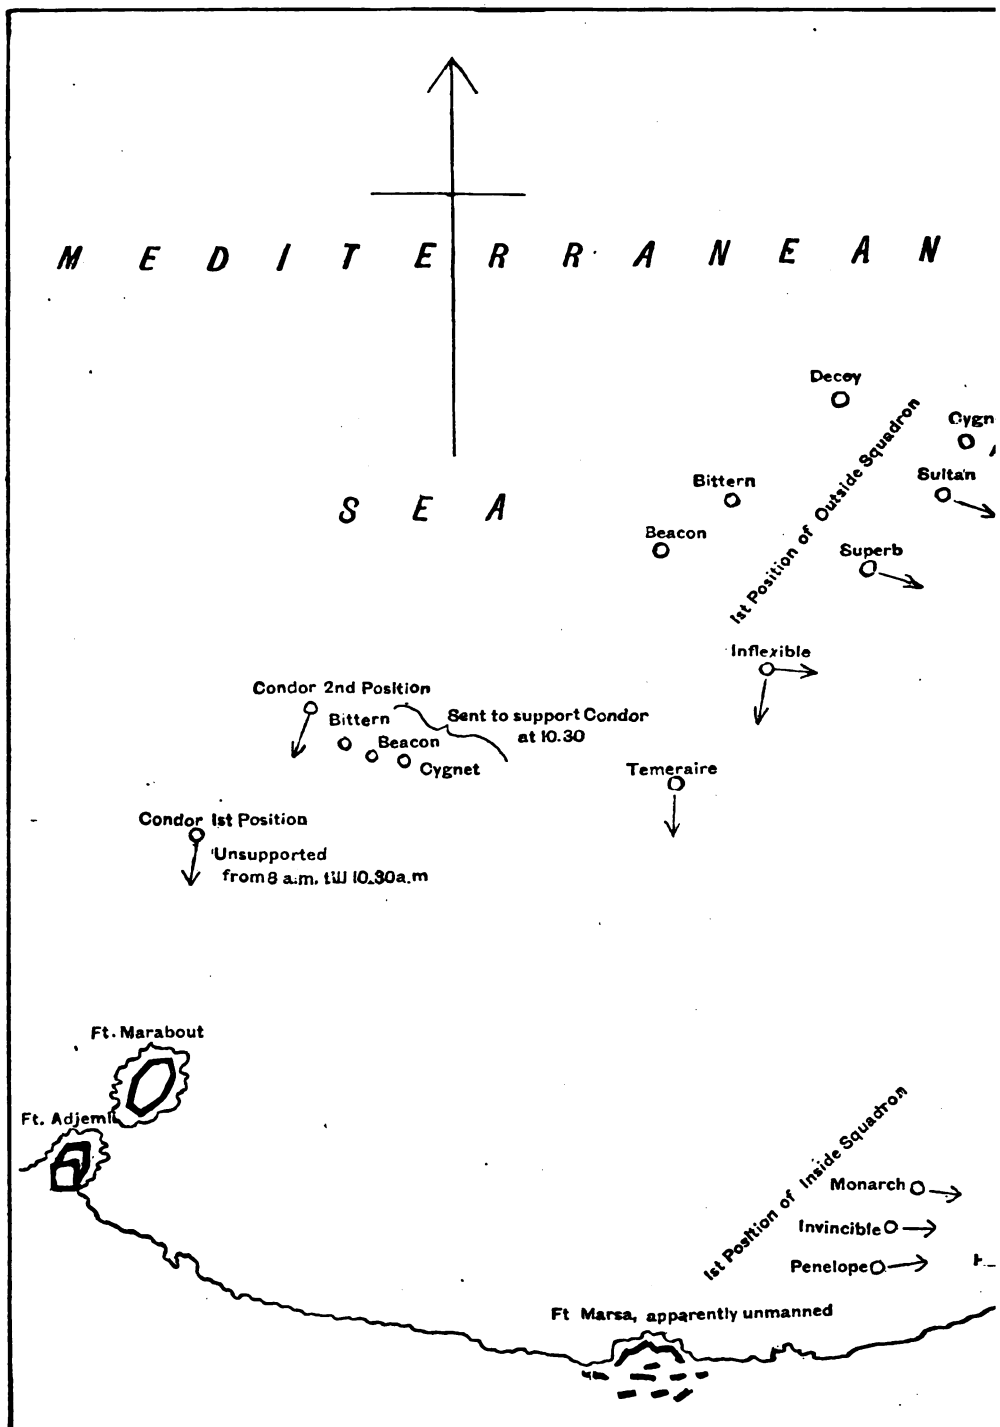 MEDITERRANEAN
Decoy
Cygn
Sultan
1st Position of Outside Squadron
Bittern
SEA
Beacon
Superb
Inflexible
Condor 2nd Position
Bittern
Sent to support Condor
at 10.30
Beacon
Cygnet
Temeraire
Condor 1st Position
Unsupported
from 8 a.m. till 10.30 a.m
Ft. Marabout
Ft. Adjemi
1st Position of Inside Squadron
Monarch
Invincible
Penelope
Ft Marsa, apparently unmanned